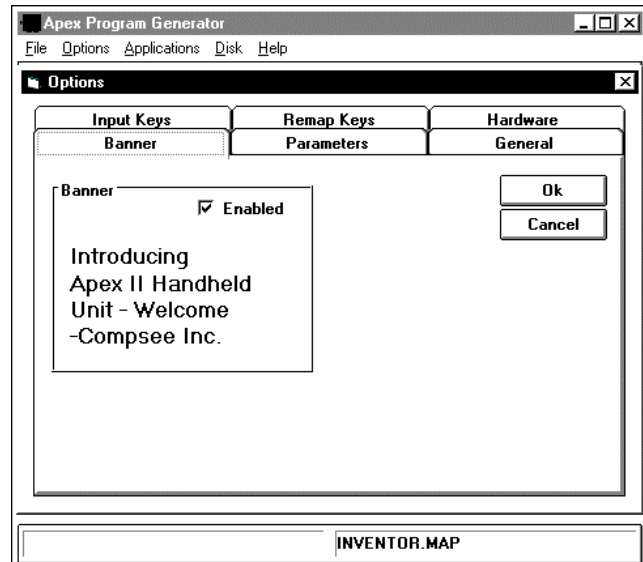 Apex Program Generator
File Options Applications Disk Help
Options
Input Keys Remap Keys Hardware
Banner Parameters General
Banner
Enabled
Ok
Cancel
Introducing
Apex II Handheld
Unit - Welcome
-Compsee Inc.
INVENTOR.MAP